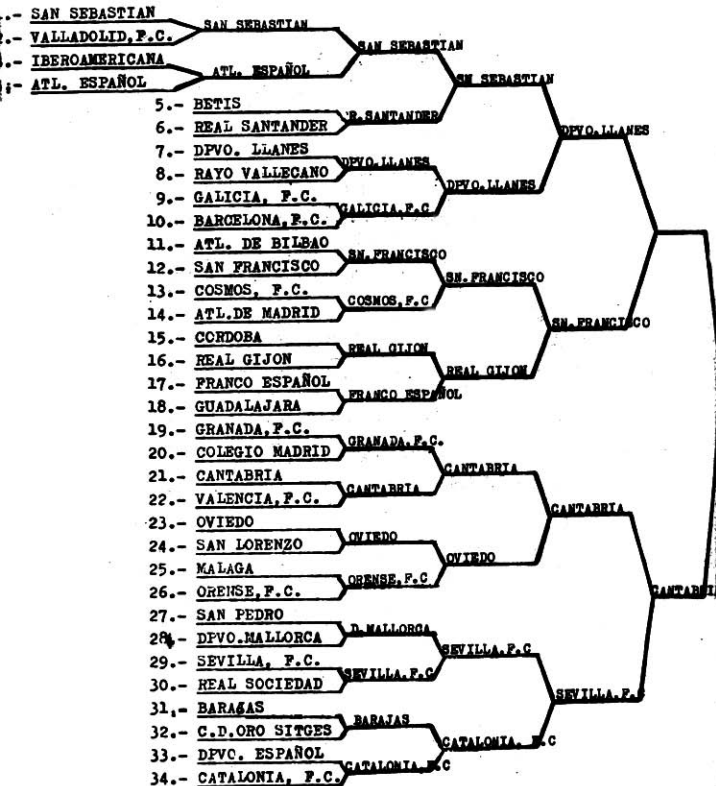 1.- SAN SEBASTIAN
2.- VALLADOLID,F.C.
3.- IBEROAMERICANA
4.- ATL. ESPAÑOL
SAN SEBASTIAN
ATL. ESPAÑOL
SAN SEBASTIAN
SN SEBASTIAN
5.- BETIS
6.- REAL SANTANDER
R.SANTANDER
DPVO.LLANES
7.- DPVO. LLANES
8.- RAYO VALLECANO
DPVO.LLANES
DPVO.LLANES
9.- GALICIA, F.C.
10.- BARCELONA,F.C.
GALICIA,F.C
11.- ATL. DE BILBAO
12.- SAN FRANCISCO
SN.FRANCISCO
SN.FRANCISCO
13.- COSMOS, F.C.
14.- ATL.DE MADRID
COSMOS,F.C
SN.FRANCISCO
15.- CORDOBA
16.- REAL GIJON
REAL GIJON
REAL GIJON
17.- FRANCO ESPAÑOL
18.- GUADALAJARA
FRANCO ESPAÑOL
19.- GRANADA,F.C.
20.- COLEGIO MADRID
GRANADA,F.C.
CANTABRIA
21.- CANTABRIA
22.- VALENCIA,F.C.
CANTABRIA
CANTABRIA
23.- OVIEDO
24.- SAN LORENZO
OVIEDO
OVIEDO
25.- MALAGA
26.- ORENSE,F.C.
ORENSE,F.C
CANTABRIA
27.- SAN PEDRO
28.- DPVO.MALLORCA
D.MALLORCA
SEVILLA.F.C
29.- SEVILLA, F.C.
30.- REAL SOCIEDAD
SEVILLA.F.C
SEVILLA.F.C
31.- BARAJAS
32.- C.D.ORO SITGES
BARAJAS
CATALONIA, F.C
33.- DPVO. ESPAÑOL
34.- CATALONIA, F.C.
CATALONIA,F.C